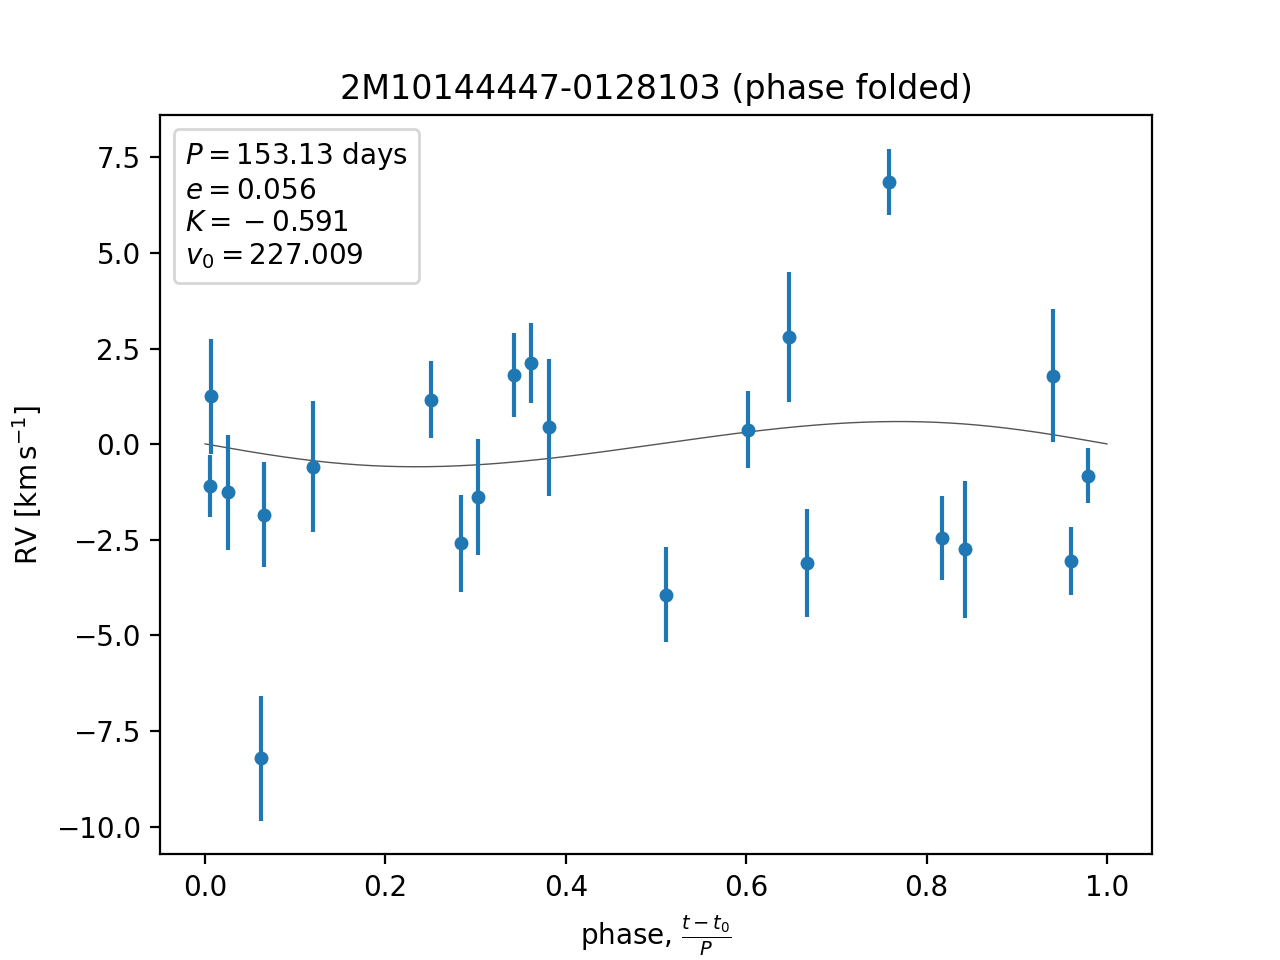 2M10144447-0128103 (phase folded)
P = 153.13 days
e = 0.056
K = −0.591
v₀ = 227.009
7.5
5.0
2.5
0.0
−2.5
−5.0
−7.5
−10.0
RV [km s⁻¹]
0.0 0.2 0.4 0.6 0.8 1.0
phase, (t − t₀)/P